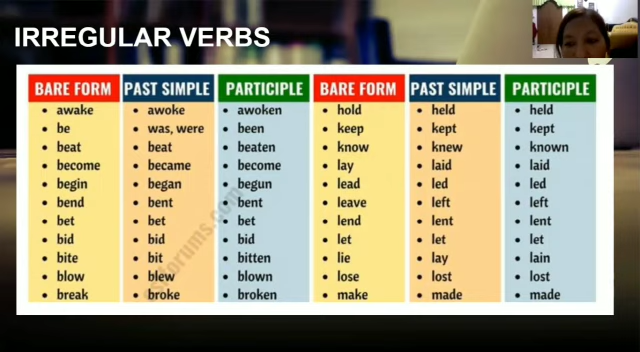 IRREGULAR VERBS
BARE FORM PAST SIMPLE PARTICIPLE BARE FORM PAST SIMPLE PARTICIPLE
• awake • awoke • awoken • hold • held • held
• be • was, were • been • keep • kept • kept
• beat • beat • beaten • know • knew • known
• become • became • become • lay • laid • laid
• begin • began • begun • lead • led • led
• bend • bent • bent • leave • left • left
• bet • bet • bet • lend • lent • lent
• bid • bid • bid • let • let • let
• bite • bit • bitten • lie • lay • lain
• blow • blew • blown • lose • lost • lost
• break • broke • broken • make • made • made